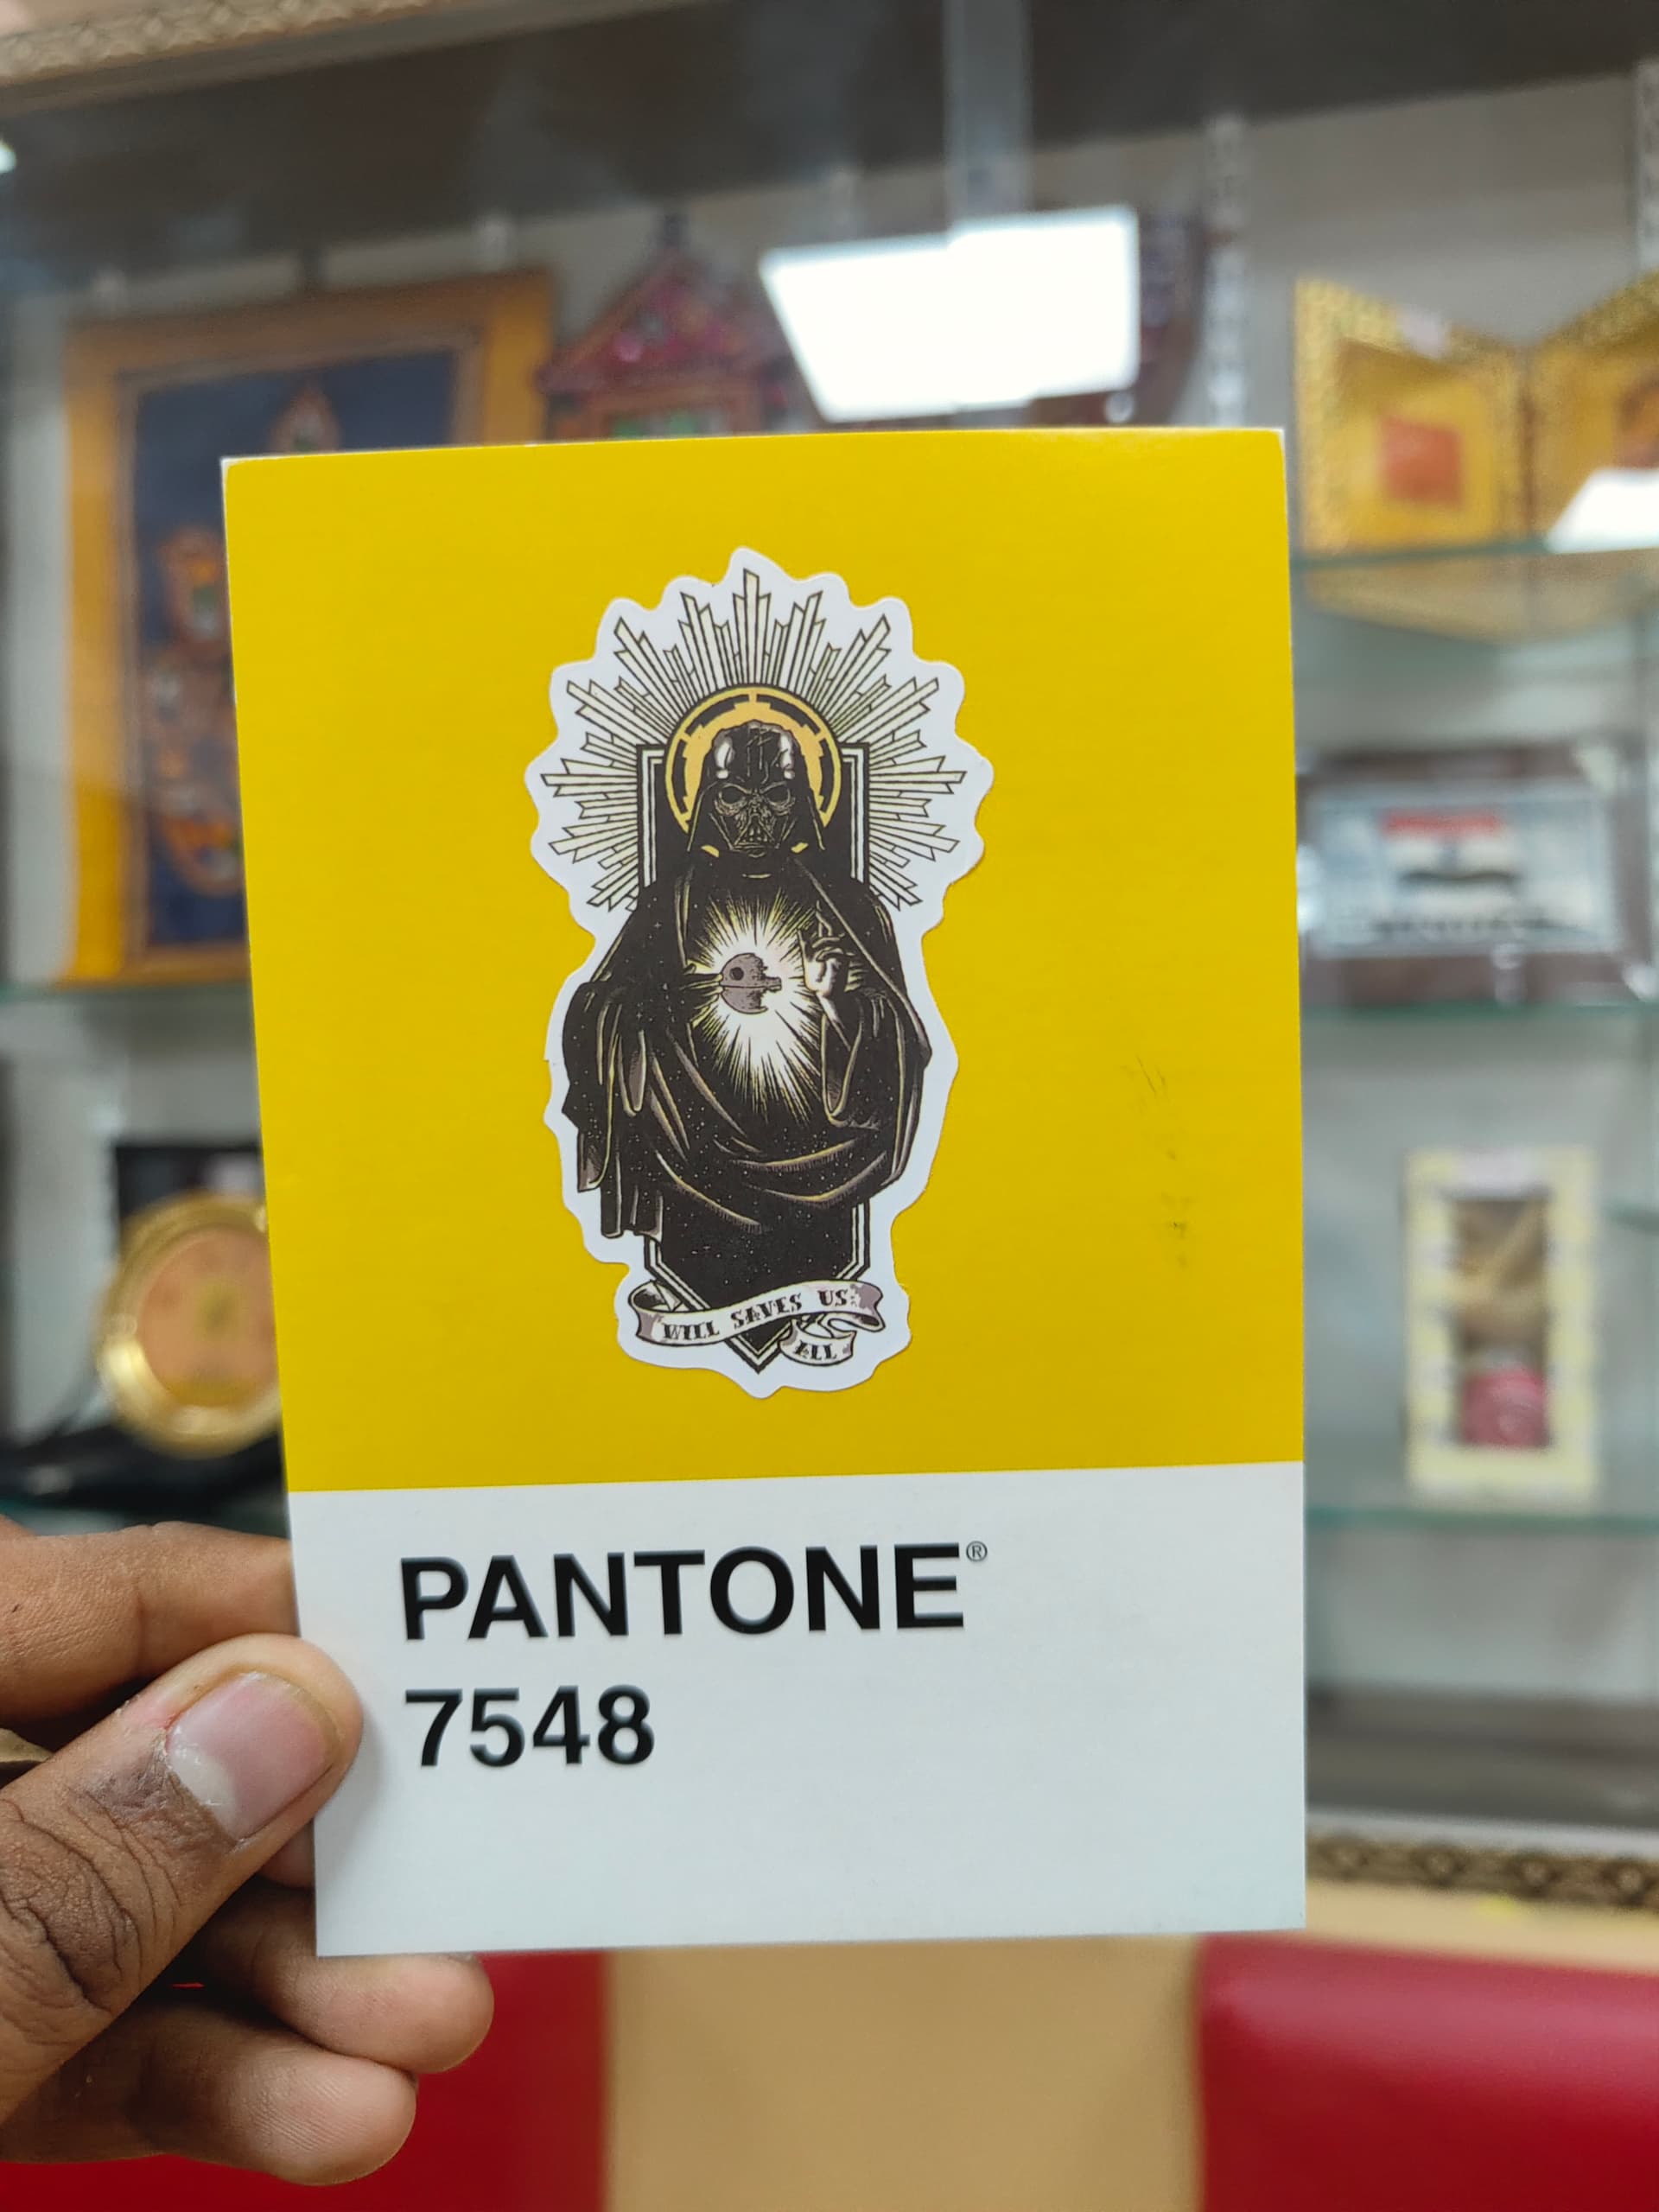 WILL SAVES US
ALL
PANTONE®
7548